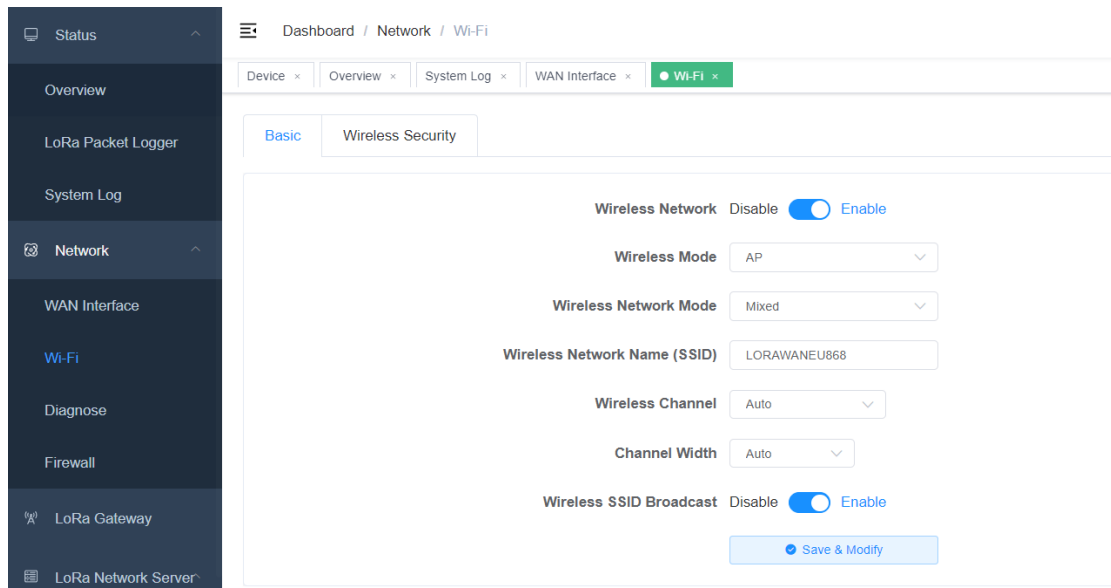 Status
Overview
LoRa Packet Logger
System Log
Network
WAN Interface
Wi-Fi
Diagnose
Firewall
LoRa Gateway
LoRa Network Server
Dashboard / Network / Wi-Fi
Device × Overview × System Log × WAN Interface × Wi-Fi ×
Basic Wireless Security
Wireless Network Disable Enable
Wireless Mode AP
Wireless Network Mode Mixed
Wireless Network Name (SSID) LORAWANEU868
Wireless Channel Auto
Channel Width Auto
Wireless SSID Broadcast Disable Enable
Save & Modify